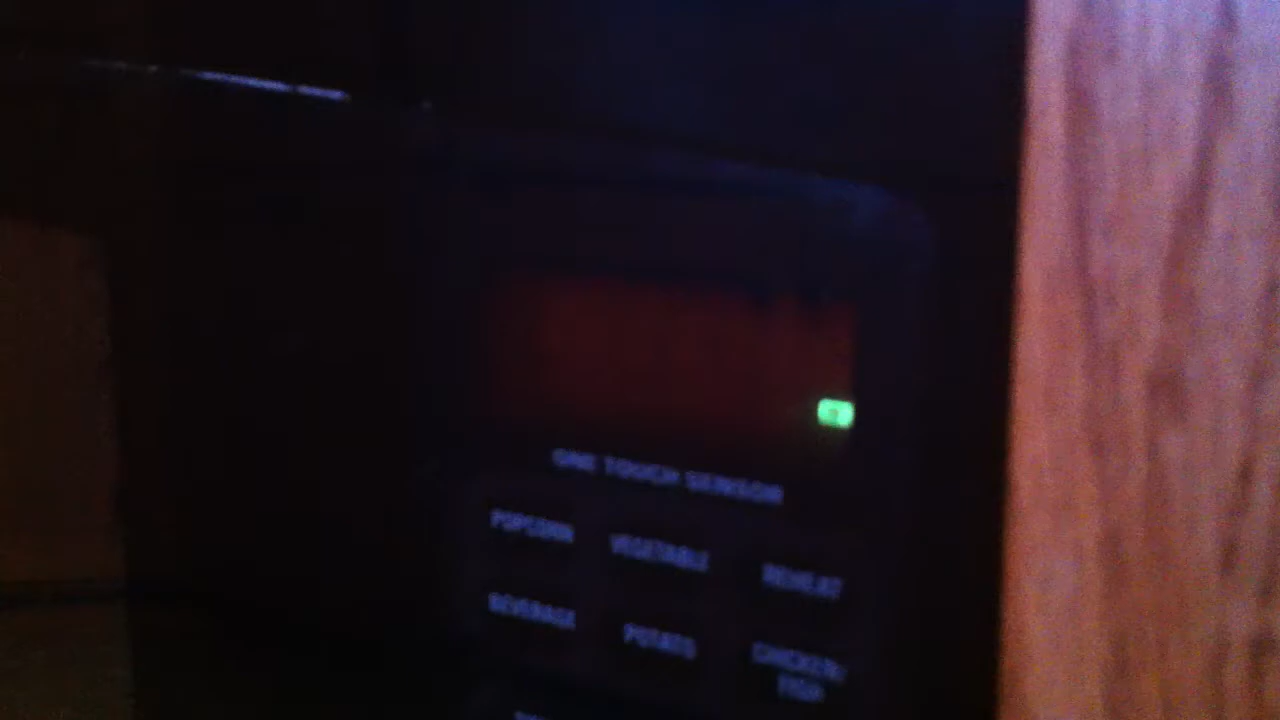 ONE TOUCH SENSOR
POPCORN VEGETABLE REHEAT
BEVERAGE POTATO CHICKEN/
FISH